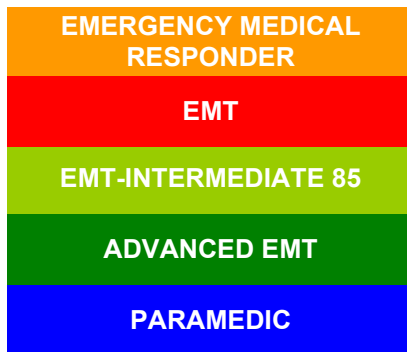 EMERGENCY MEDICAL
RESPONDER
EMT
EMT-INTERMEDIATE 85
ADVANCED EMT
PARAMEDIC